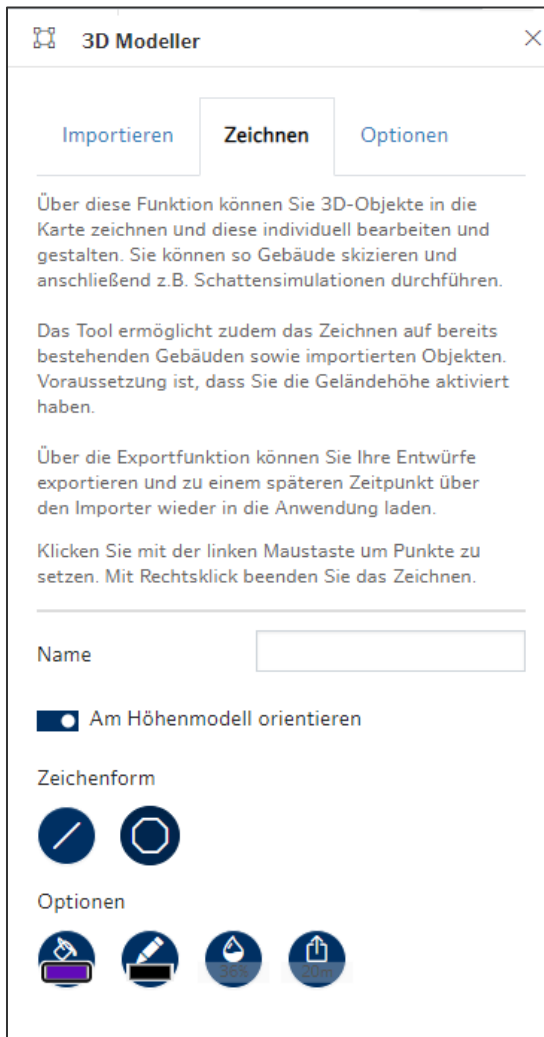 3D Modeller
Importieren Zeichnen Optionen
Über diese Funktion können Sie 3D-Objekte in die
Karte zeichnen und diese individuell bearbeiten und
gestalten. Sie können so Gebäude skizieren und
anschließend z.B. Schattensimulationen durchführen.
Das Tool ermöglicht zudem das Zeichnen auf bereits
bestehenden Gebäuden sowie importierten Objekten.
Voraussetzung ist, dass Sie die Geländehöhe aktiviert
haben.
Über die Exportfunktion können Sie Ihre Entwürfe
exportieren und zu einem späteren Zeitpunkt über
den Importer wieder in die Anwendung laden.
Klicken Sie mit der linken Maustaste um Punkte zu
setzen. Mit Rechtsklick beenden Sie das Zeichnen.
Name
Am Höhenmodell orientieren
Zeichenform
Optionen
36% 20m